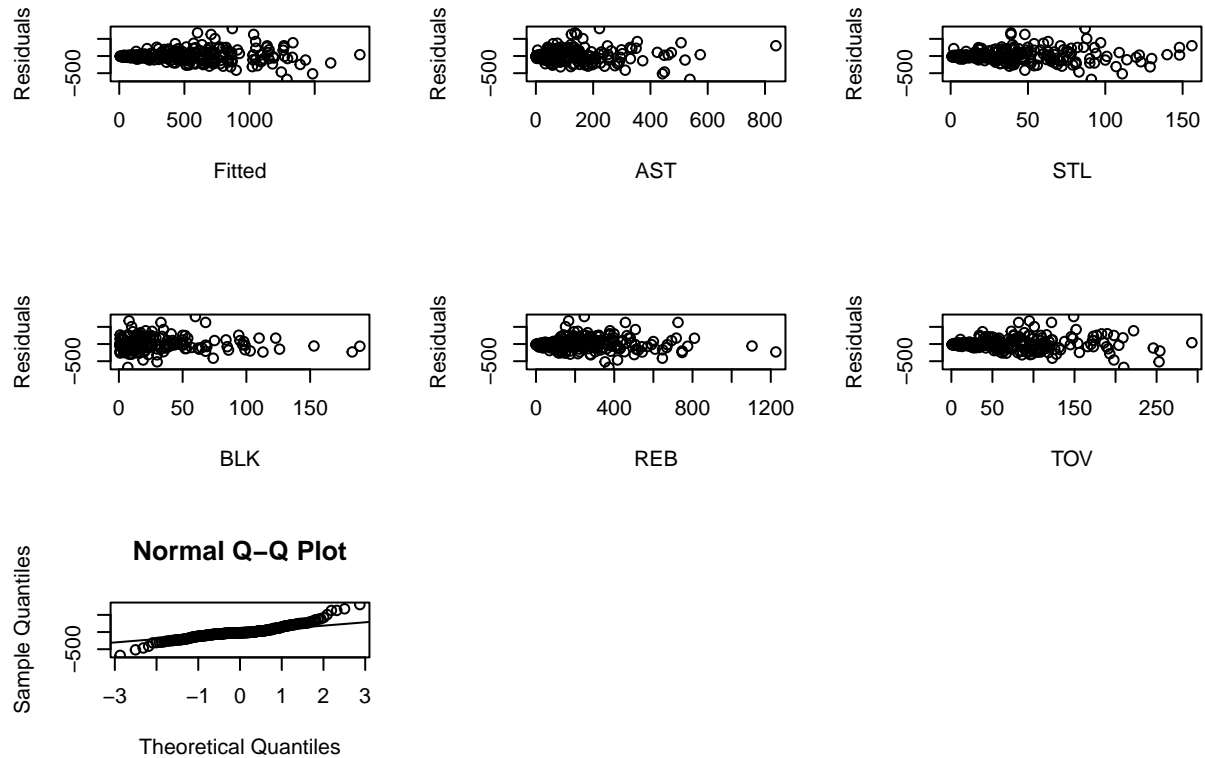 Residuals
−500
0 500 1000
Fitted
Residuals
−500
0 200 400 600 800
AST
Residuals
−500
0 50 100 150
STL
Residuals
−500
0 50 100 150
BLK
Residuals
−500
0 400 800 1200
REB
Residuals
−500
0 50 150 250
TOV
Normal Q−Q Plot
Sample Quantiles
−500
−3 −1 0 1 2 3
Theoretical Quantiles